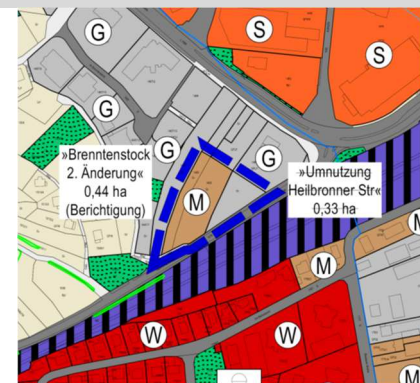 G
S
S
G
»Brenntenstock
2. Änderung«
0,44 ha
(Berichtigung)
G
G
»Umnutzung
Heilbronner Str«
0,33 ha
M
M
M
W
W
M